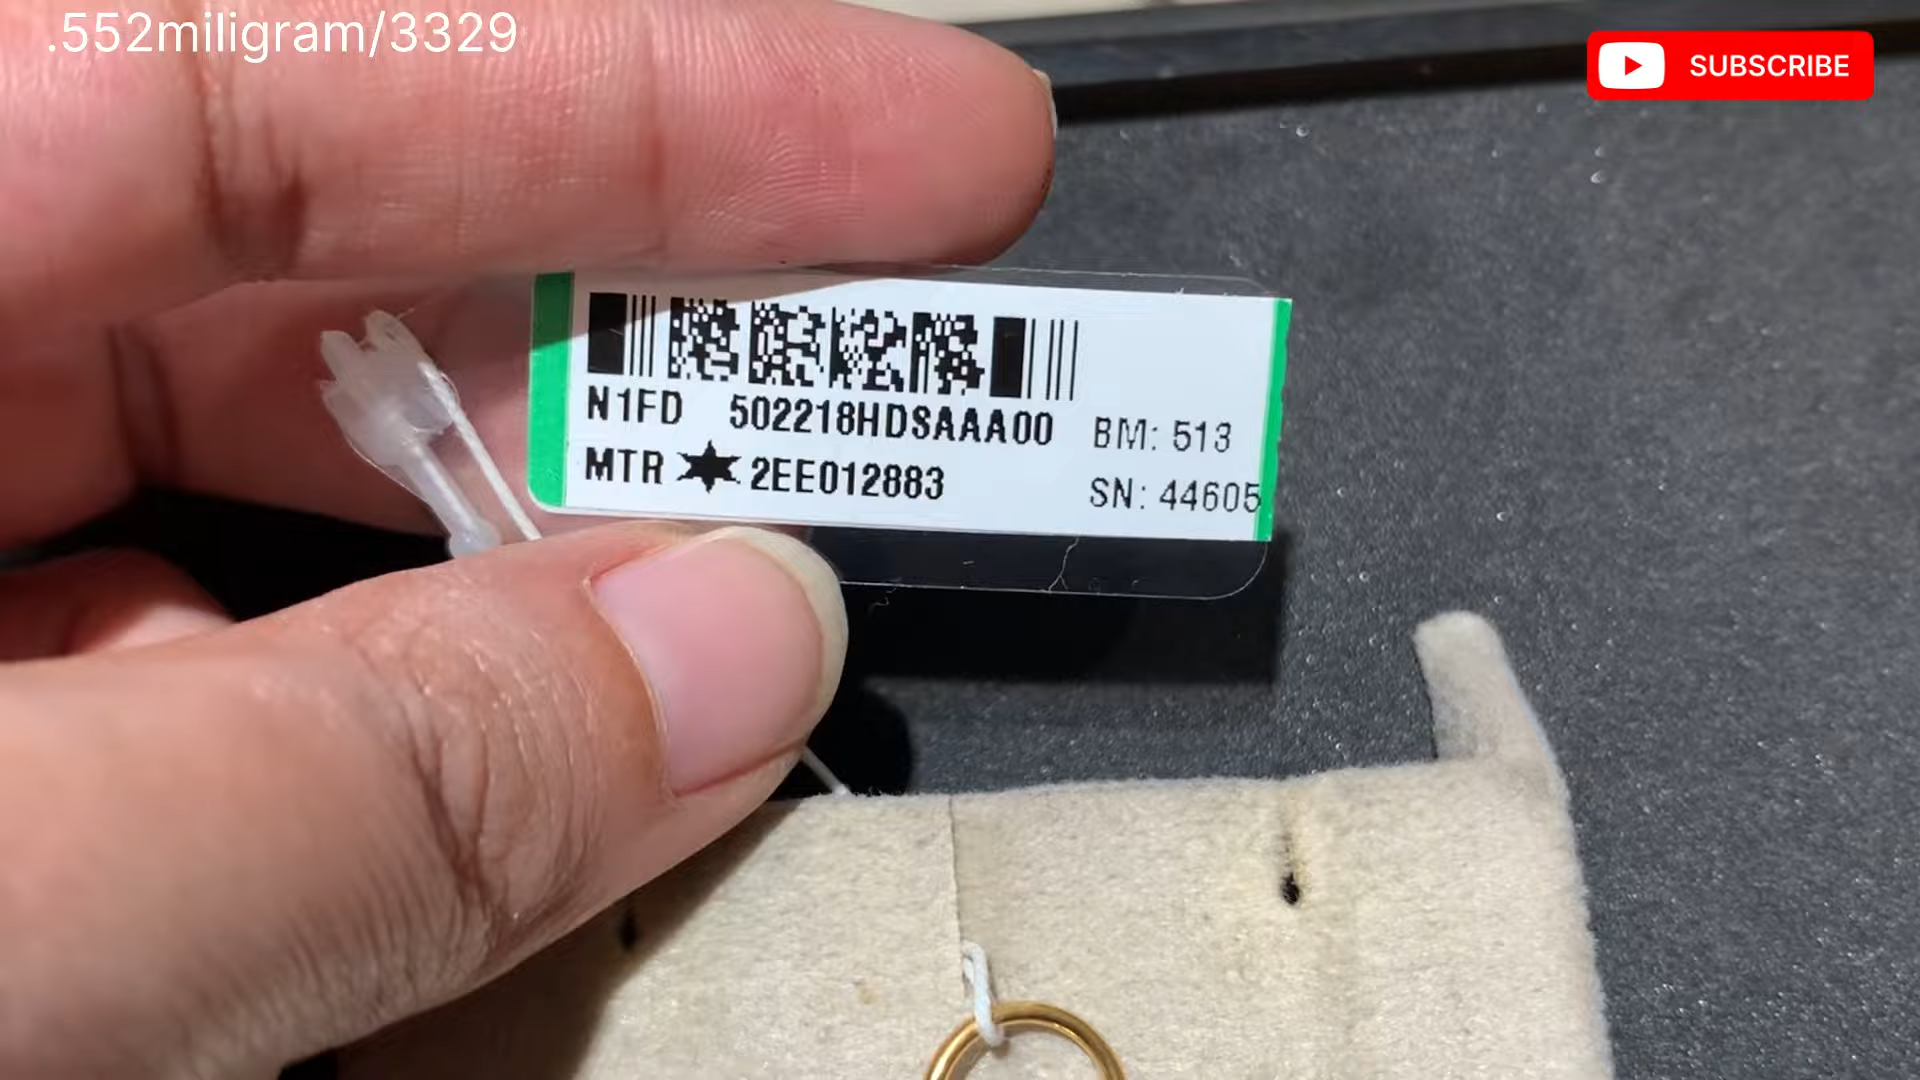 .552miligram/3329
SUBSCRIBE
N1FD 502218HDSAAA00
MTR 2EE012883
BM: 513
SN: 44605